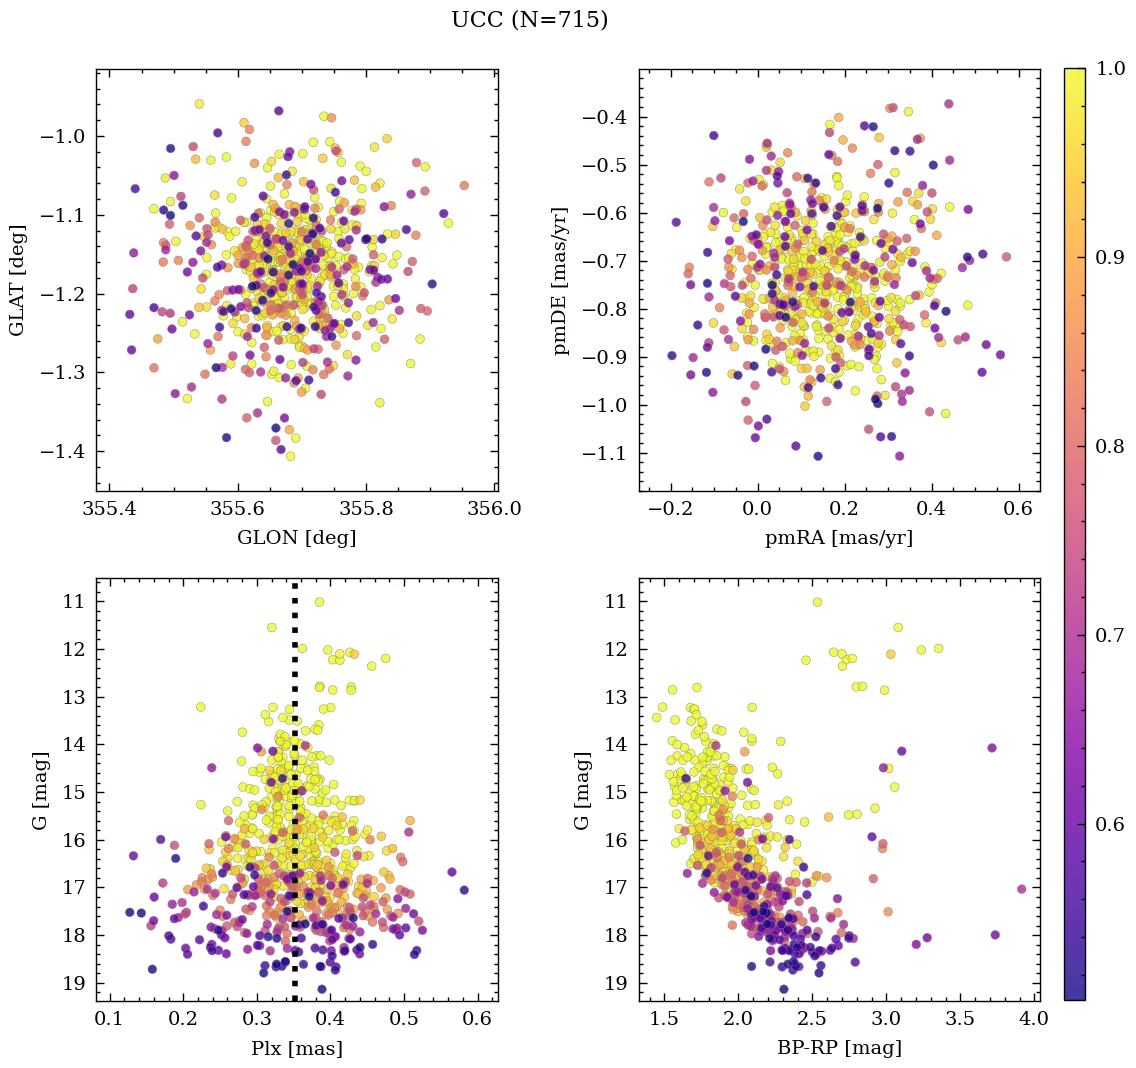 UCC (N=715)
−1.0
−1.1
−1.2
−1.3
−1.4
GLAT [deg]
355.4 355.6 355.8 356.0
GLON [deg]
−0.4
−0.5
−0.6
−0.7
−0.8
−0.9
−1.0
−1.1
pmDE [mas/yr]
−0.2 0.0 0.2 0.4 0.6
pmRA [mas/yr]
11
12
13
14
15
16
17
18
19
G [mag]
0.1 0.2 0.3 0.4 0.5 0.6
Plx [mas]
11
12
13
14
15
16
17
18
19
G [mag]
1.5 2.0 2.5 3.0 3.5 4.0
BP-RP [mag]
1.0
0.9
0.8
0.7
0.6